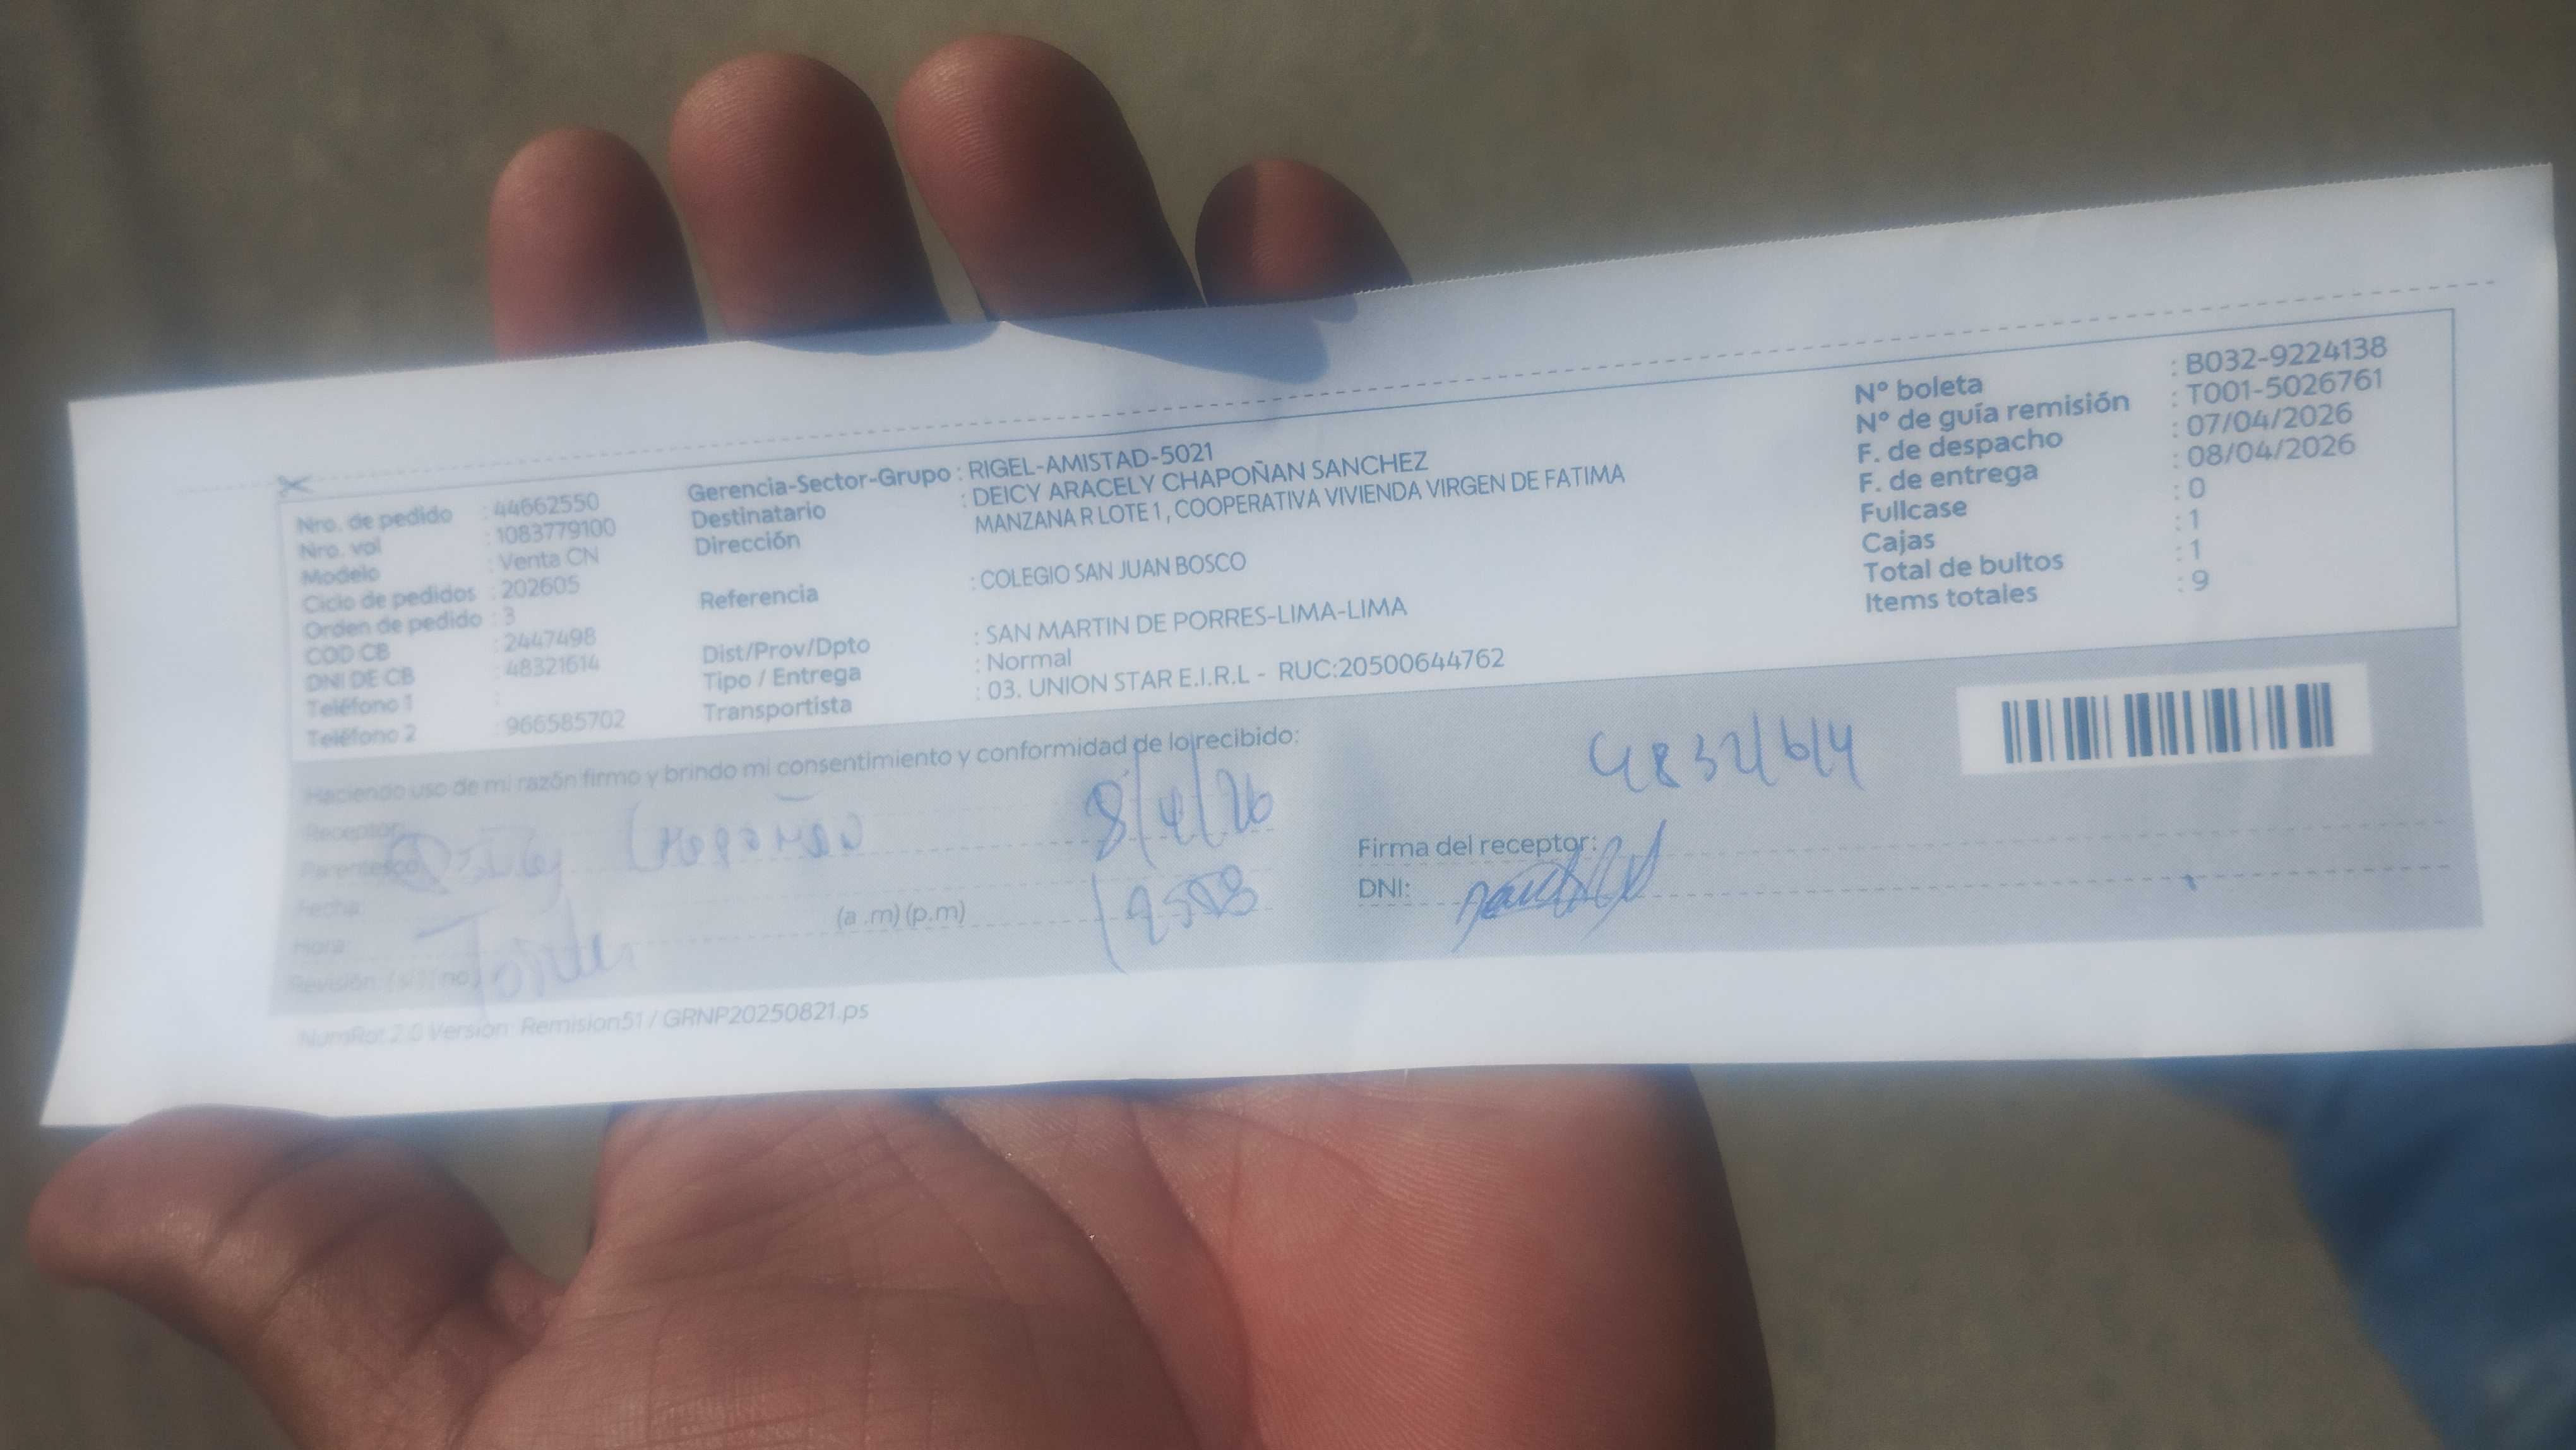 Nro. de pedido : 44662550
Nro. vol : 1083779100
Modelo : Venta CN
Ciclo de pedidos : 202605
Orden de pedido : 3
COD CB : 2447498
DNI DE CB : 48321614
Teléfono 1 :
Teléfono 2 : 966585702
Gerencia-Sector-Grupo : RIGEL-AMISTAD-5021
Destinatario : DEICY ARACELY CHAPOÑAN SANCHEZ
Dirección MANZANA R LOTE 1, COOPERATIVA VIVIENDA VIRGEN DE FATIMA
Referencia : COLEGIO SAN JUAN BOSCO
Dist/Prov/Dpto : SAN MARTIN DE PORRES-LIMA-LIMA
Tipo / Entrega : Normal
Transportista : 03. UNION STAR E.I.R.L - RUC:20500644762
N° boleta : B032-9224138
N° de guía remisión : T001-5026761
F. de despacho : 07/04/2026
F. de entrega : 08/04/2026
Fullcase : 0
Cajas : 1
Total de bultos : 1
Items totales : 9
Haciendo uso de mi razón firmo y brindo mi consentimiento y conformidad de lo recibido:
Receptor:
Parentesco:
Fecha: 8/4/26
Hora: (a .m) (p.m)
Revisión: (si) (no)
48321614
Firma del receptor:
DNI:
NumRot 2.0 Version: Remision51 / GRNP20250821.ps